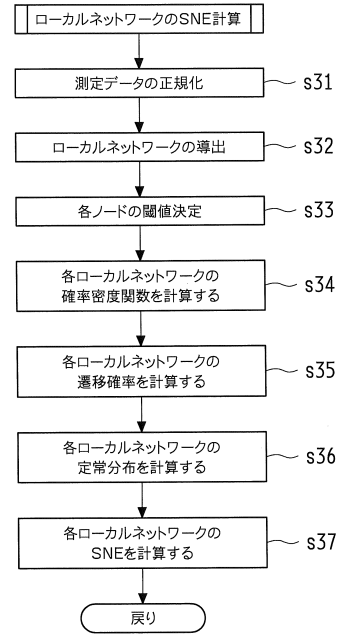 ローカルネットワークのSNE計算
測定データの正規化
s31
ローカルネットワークの導出
s32
各ノードの閾値決定
s33
各ローカルネットワークの
確率密度関数を計算する
s34
各ローカルネットワークの
遷移確率を計算する
s35
各ローカルネットワークの
定常分布を計算する
s36
各ローカルネットワークの
SNEを計算する
s37
戻り